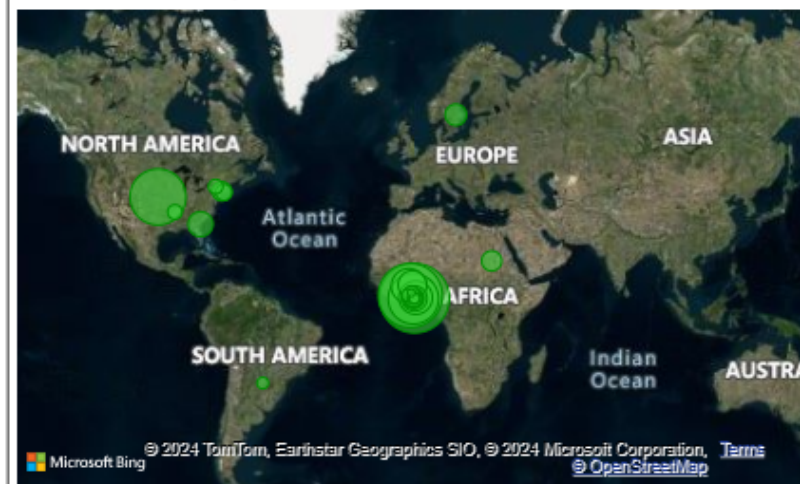 NORTH AMERICA
EUROPE
ASIA
Atlantic
Ocean
AFRICA
SOUTH AMERICA
Indian
Ocean
AUSTRA
Microsoft Bing
© 2024 TomTom, Earthstar Geographics SIO, © 2024 Microsoft Corporation, Terms
© OpenStreetMap